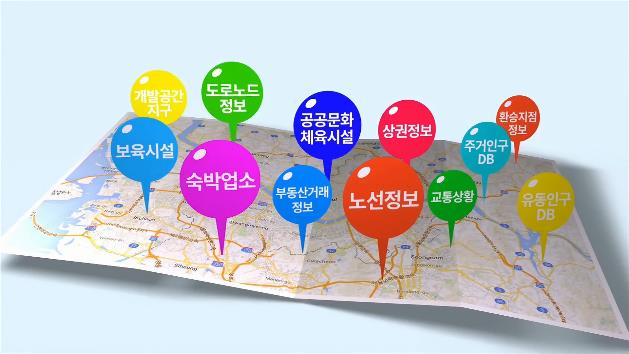 개발공간
지구
도로노드
정보
공공문화
체육시설
상권정보
환승지점
정보
보육시설
숙박업소
부동산거래
정보
노선정보
교통상황
주거인구
DB
유동인구
DB